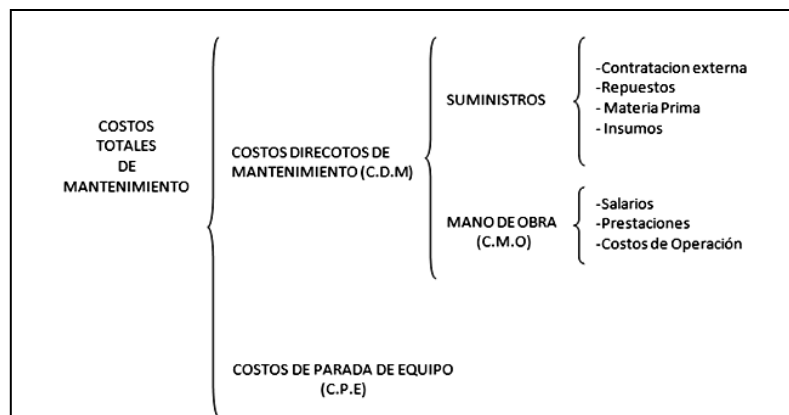 COSTOS
TOTALES
DE
MANTENIMIENTO
COSTOS DIRECOTOS DE
MANTENIMIENTO (C.D.M)
SUMINISTROS
-Contratacion externa
-Repuestos
- Materia Prima
- Insumos
MANO DE OBRA
(C.M.O)
-Salarios
-Prestaciones
-Costos de Operación
COSTOS DE PARADA DE EQUIPO
(C.P.E)